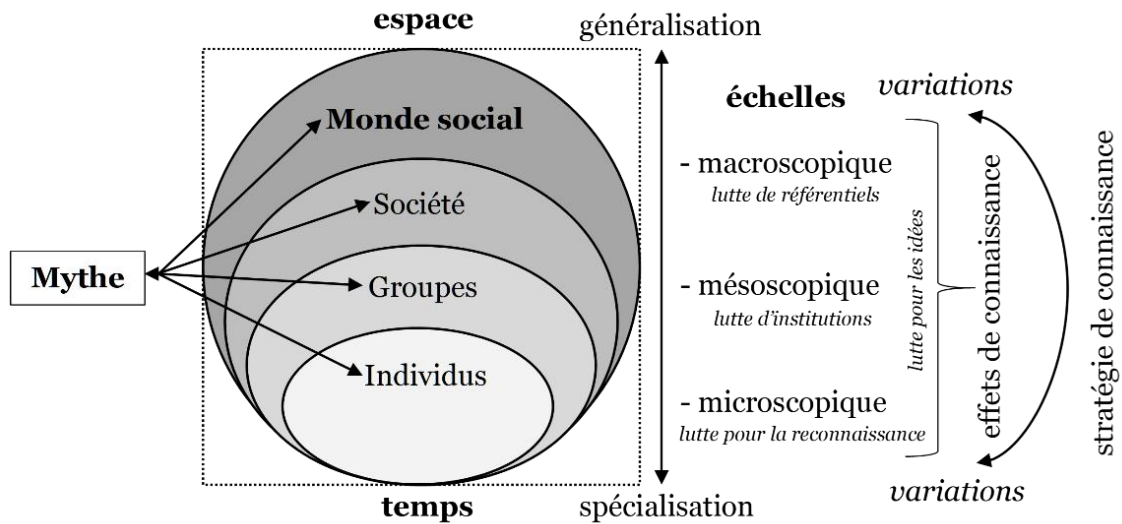 espace
généralisation
Monde social
Société
Groupes
Individus
Mythe
temps
spécialisation
échelles
- macroscopique
lutte de référentiels
- mésoscopique
lutte d'institutions
- microscopique
lutte pour la reconnaissance
lutte pour les idées
effets de connaissance
variations
variations
stratégie de connaissance